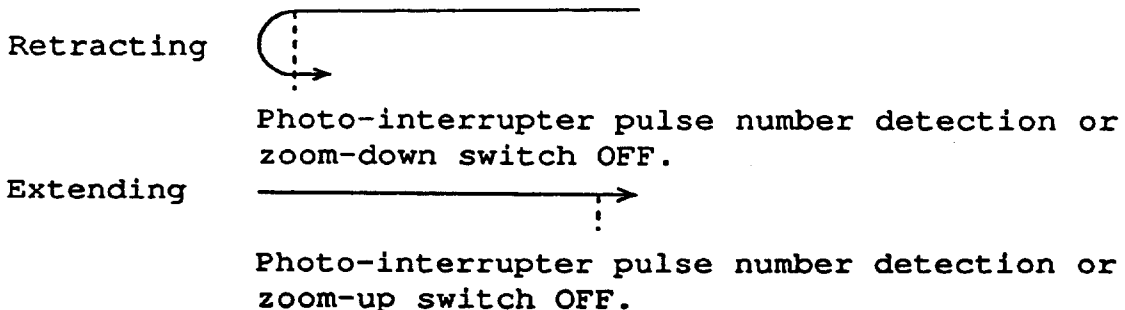 Retracting
Photo-interrupter pulse number detection or
zoom-down switch OFF.
Extending
Photo-interrupter pulse number detection or
zoom-up switch OFF.